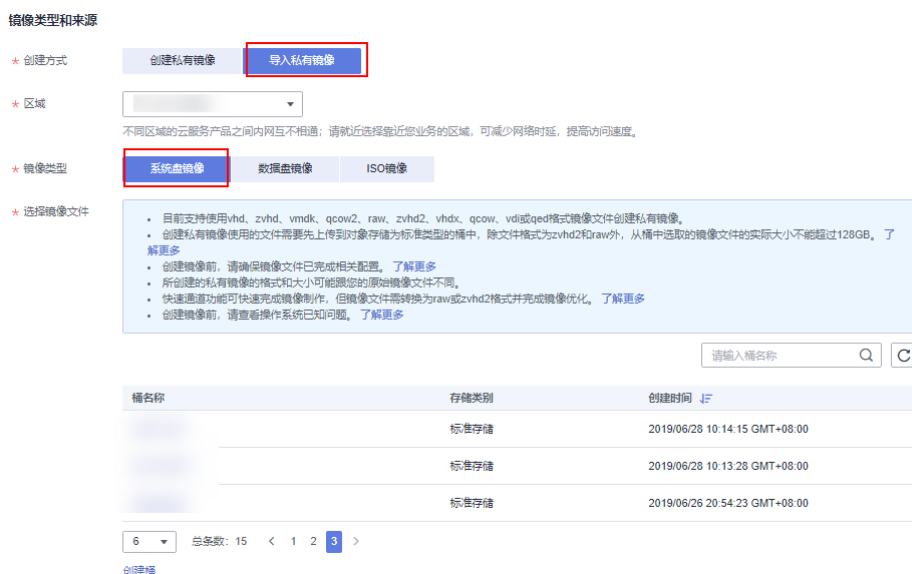 镜像类型和来源
* 创建方式 创建私有镜像 导入私有镜像
* 区域
不同区域的云服务产品之间内网互不相通；请就近选择靠近您业务的区域，可减少网络时延，提高访问速度。
* 镜像类型 系统盘镜像 数据盘镜像 ISO镜像
* 选择镜像文件
• 目前支持使用vhd、zvhd、vmdk、qcow2、raw、zvhd2、vhdx、qcow、vdi或qed格式镜像文件创建私有镜像。
• 创建私有镜像使用的文件需要先上传到对象存储为标准类型的桶中，除文件格式为zvhd2和raw外，从桶中选取的镜像文件的实际大小不能超过128GB。 了
解更多
• 创建镜像前，请确保镜像文件已完成相关配置。 了解更多
• 所创建的私有镜像的格式和大小可能跟您的原始镜像文件不同。
• 快速通道功能可快速完成镜像制作，但镜像文件需转换为raw或zvhd2格式并完成镜像优化。 了解更多
• 创建镜像前，请查看操作系统已知问题。 了解更多
请输入桶名称
桶名称 存储类别 创建时间
标准存储 2019/06/28 10:14:15 GMT+08:00
标准存储 2019/06/28 10:13:28 GMT+08:00
标准存储 2019/06/26 20:54:23 GMT+08:00
6 总条数：15 < 1 2 3 >
创建桶